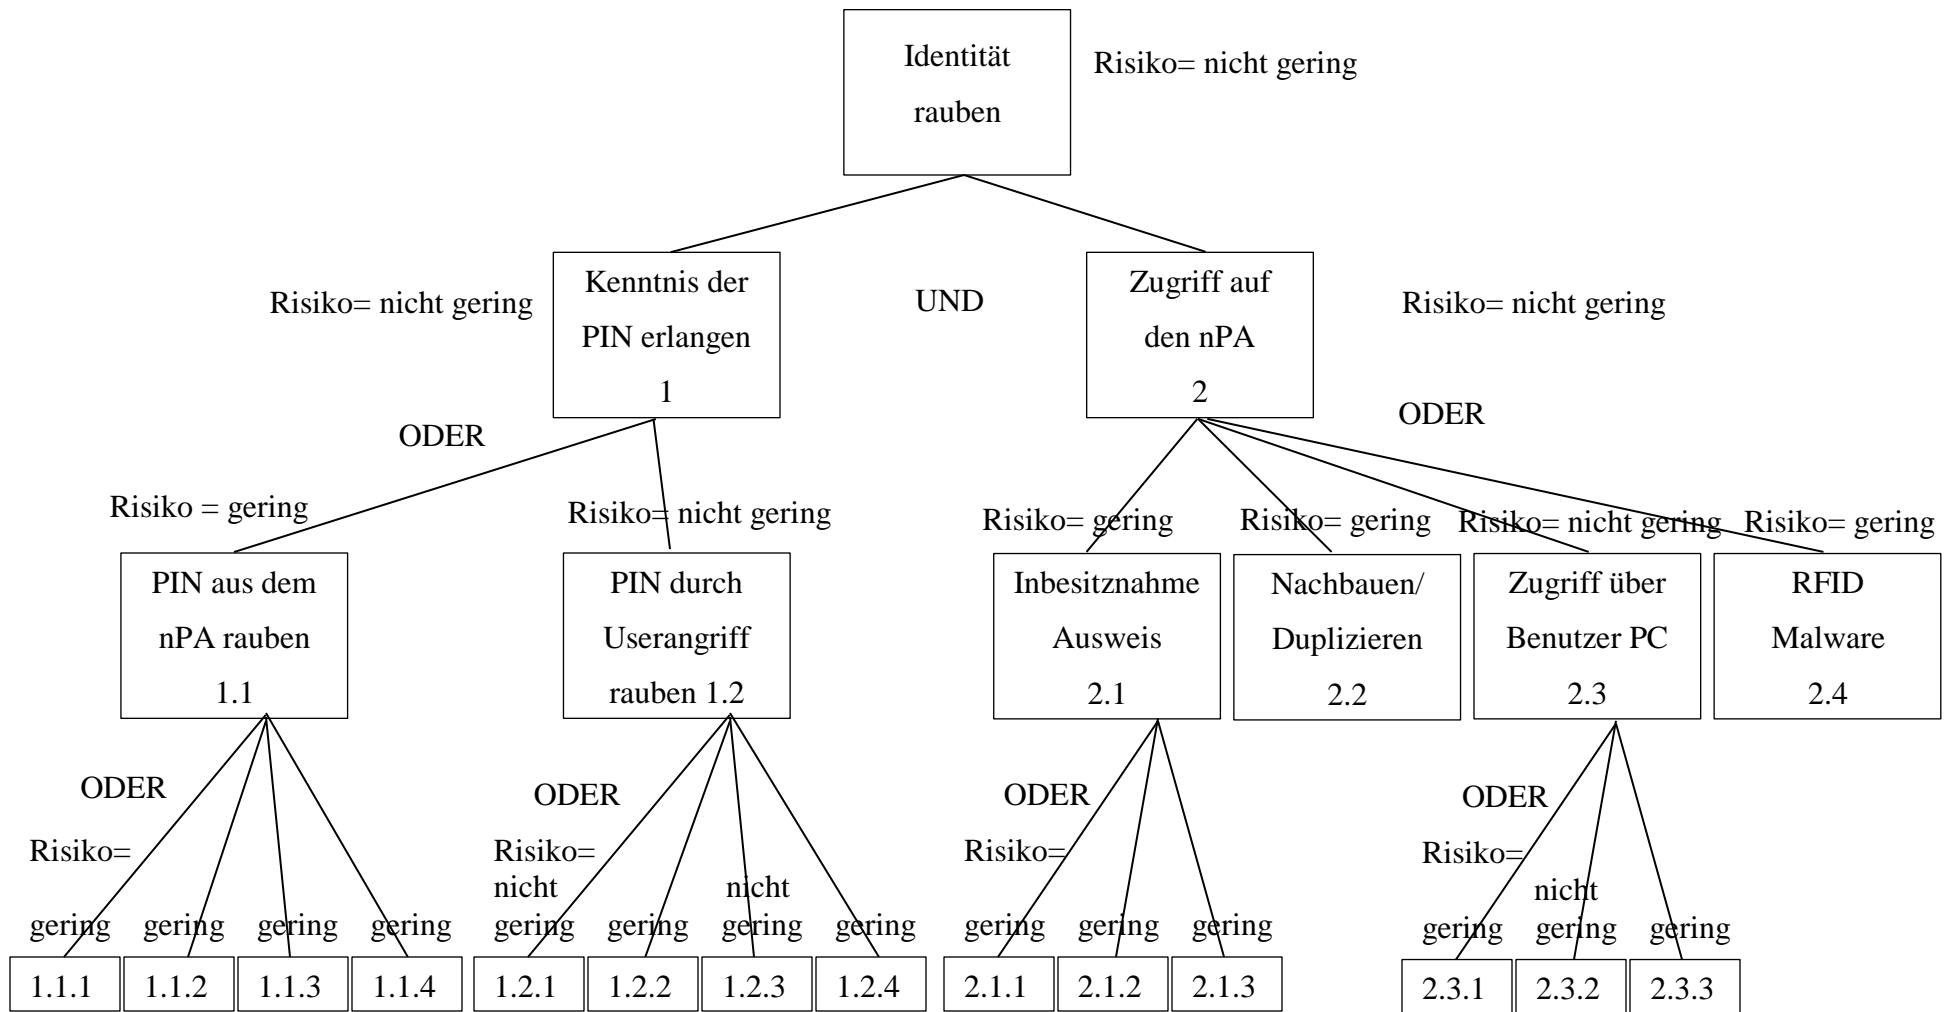 Identität
rauben
Risiko= nicht gering
Risiko= nicht gering
Kenntnis der
PIN erlangen
1
UND
Zugriff auf
den nPA
2
Risiko= nicht gering
ODER
ODER
Risiko = gering
Risiko= nicht gering
Risiko= gering
Risiko= gering
Risiko= nicht gering
Risiko= gering
PIN aus dem
nPA rauben
1.1
PIN durch
Userangriff
rauben 1.2
Inbesitznahme
Ausweis
2.1
Nachbauen/
Duplizieren
2.2
Zugriff über
Benutzer PC
2.3
RFID
Malware
2.4
ODER
ODER
ODER
ODER
Risiko=
gering
gering
gering
gering
Risiko=
nicht
gering
gering
nicht
gering
gering
Risiko=
gering
gering
gering
Risiko=
gering
nicht
gering
gering
1.1.1
1.1.2
1.1.3
1.1.4
1.2.1
1.2.2
1.2.3
1.2.4
2.1.1
2.1.2
2.1.3
2.3.1
2.3.2
2.3.3